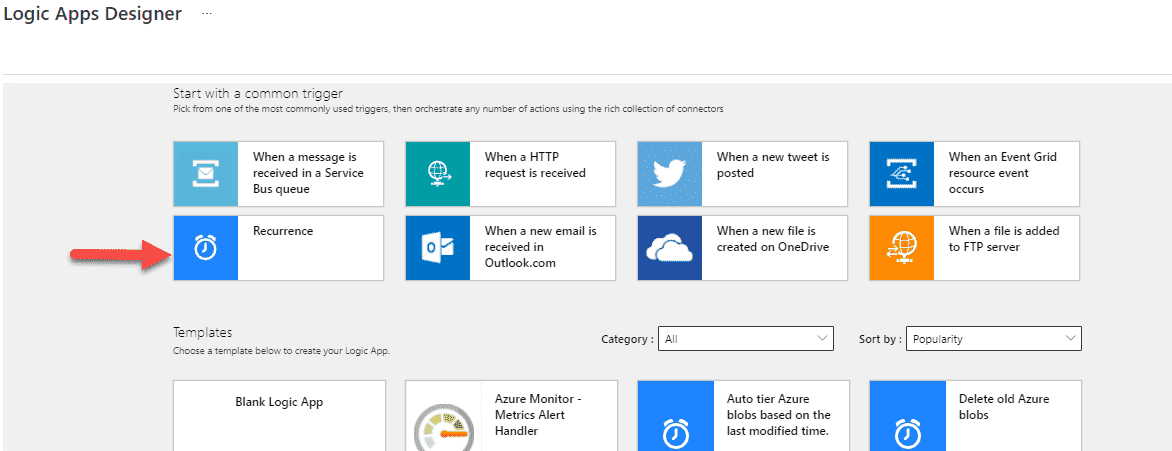 Logic Apps Designer ...
Start with a common trigger
Pick from one of the most commonly used triggers, then orchestrate any number of actions using the rich collection of connectors
When a message is
received in a Service
Bus queue
When a HTTP
request is received
When a new tweet is
posted
When an Event Grid
resource event
occurs
Recurrence
When a new email is
received in
Outlook.com
When a new file is
created on OneDrive
When a file is added
to FTP server
Templates
Choose a template below to create your Logic App.
Category : All
Sort by : Popularity
Blank Logic App
Azure Monitor -
Metrics Alert
Handler
Auto tier Azure
blobs based on the
last modified time.
Delete old Azure
blobs